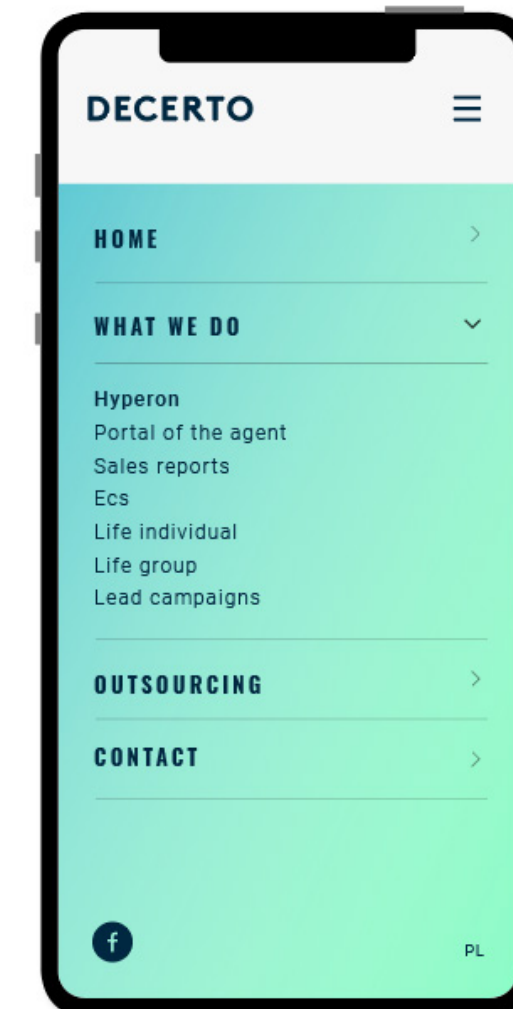 DECERTO
HOME
WHAT WE DO
Hyperon
Portal of the agent
Sales reports
Ecs
Life individual
Life group
Lead campaigns
OUTSOURCING
CONTACT
f
PL